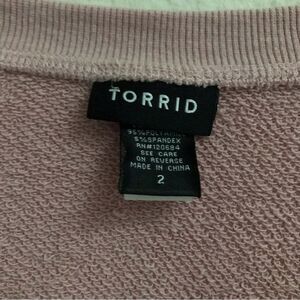 TORRID
5% SPANDEX
RN#120684
SEE CARE
ON REVERSE
MADE IN CHINA
2